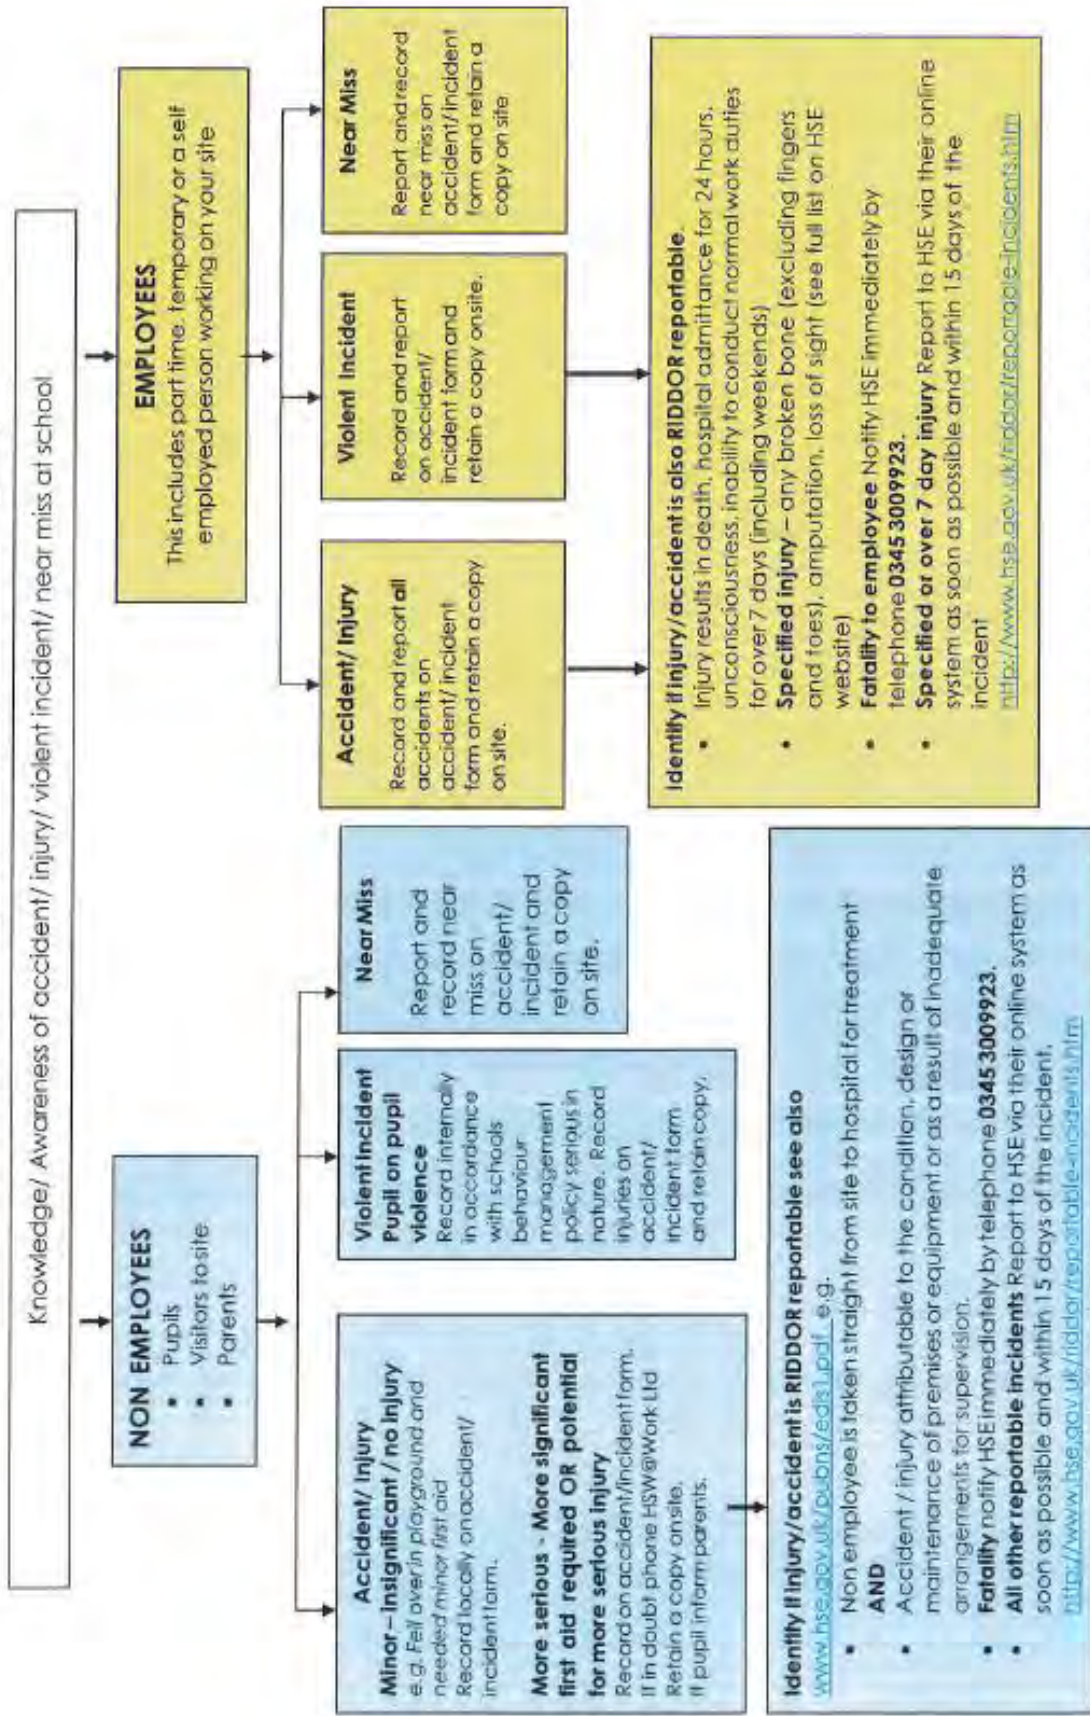 Knowledge/ Awareness of accident/ injury/ violent incident/ near miss at school
NON EMPLOYEES
• Pupils
• Visitors to site
• Parents
Accident/ Injury
Minor – insignificant / no injury
e.g. Fell over in playground and
needed minor first aid
Record locally on accident/
incident form.
More serious - More significant
first aid required OR potential
for more serious injury
Record on accident/incident form.
If in doubt phone HSW@Work Ltd
Retain a copy onsite.
If pupil inform parents.
Violent Incident
Pupil on pupil
violence
Record internally
in accordance
with schools
behaviour
management
policy serious in
nature. Record
injuries on
accident/
incident form
and retain copy.
Near Miss
Report and
record near
miss on
accident/
incident and
retain a copy
on site.
Identify if injury/accident is RIDDOR reportable see also
www.hse.gov.uk/pubns/edis1.pdf e.g.
• Non employee is taken straight from site to hospital for treatment
AND
• Accident / injury attributable to the condition, design or
maintenance of premises or equipment or as a result of inadequate
arrangements for supervision.
• Fatality notify HSE immediately by telephone 0345 3009923.
• All other reportable incidents Report to HSE via their online system as
soon as possible and within 15 days of the incident.
http://www.hse.gov.uk/riddor/reportable-incidents.htm
EMPLOYEES
This includes part time, temporary or a self
employed person working on your site
Accident/ Injury
Record and report all
accidents on
accident/ incident
form and retain a copy
on site.
Violent Incident
Record and report
on accident/
incident form and
retain a copy onsite.
Near Miss
Report and record
near miss on
accident/ incident
form and retain a
copy on site
Identify if injury/accident is also RIDDOR reportable.
• Injury results in death, hospital admittance for 24 hours,
unconsciousness, inability to conduct normal work duties
for over 7 days (including weekends)
• Specified injury – any broken bone (excluding fingers
and toes), amputation, loss of sight (see full list on HSE
website)
• Fatality to employee Notify HSE immediately by
telephone 0345 3009923.
• Specified or over 7 day injury Report to HSE via their online
system as soon as possible and within 15 days of the
incident
http://www.hse.gov.uk/riddor/reportable-incidents.htm